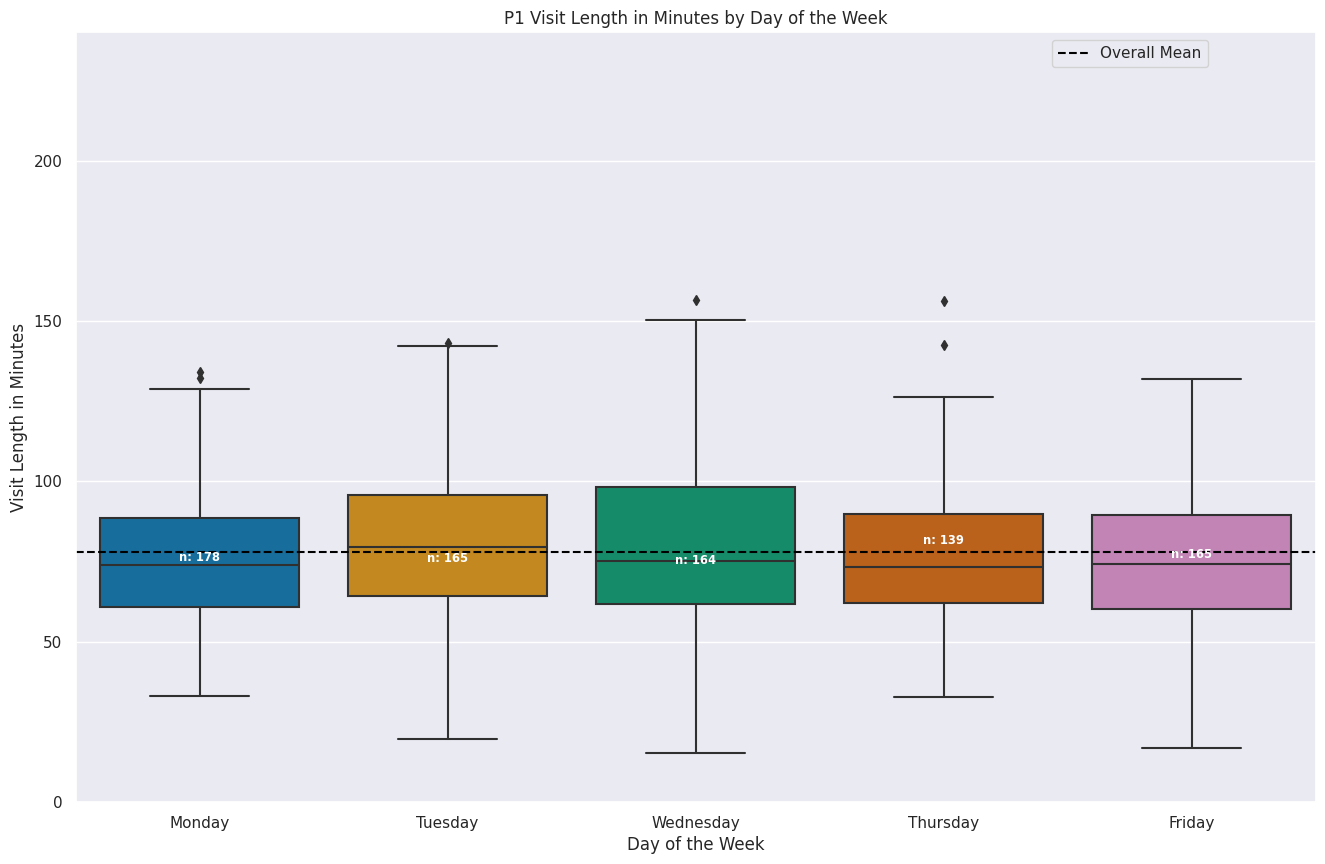 P1 Visit Length in Minutes by Day of the Week
Overall Mean
Visit Length in Minutes
200
150
100
50
0
n: 178
n: 165
n: 164
n: 139
n: 165
Monday
Tuesday
Wednesday
Thursday
Friday
Day of the Week